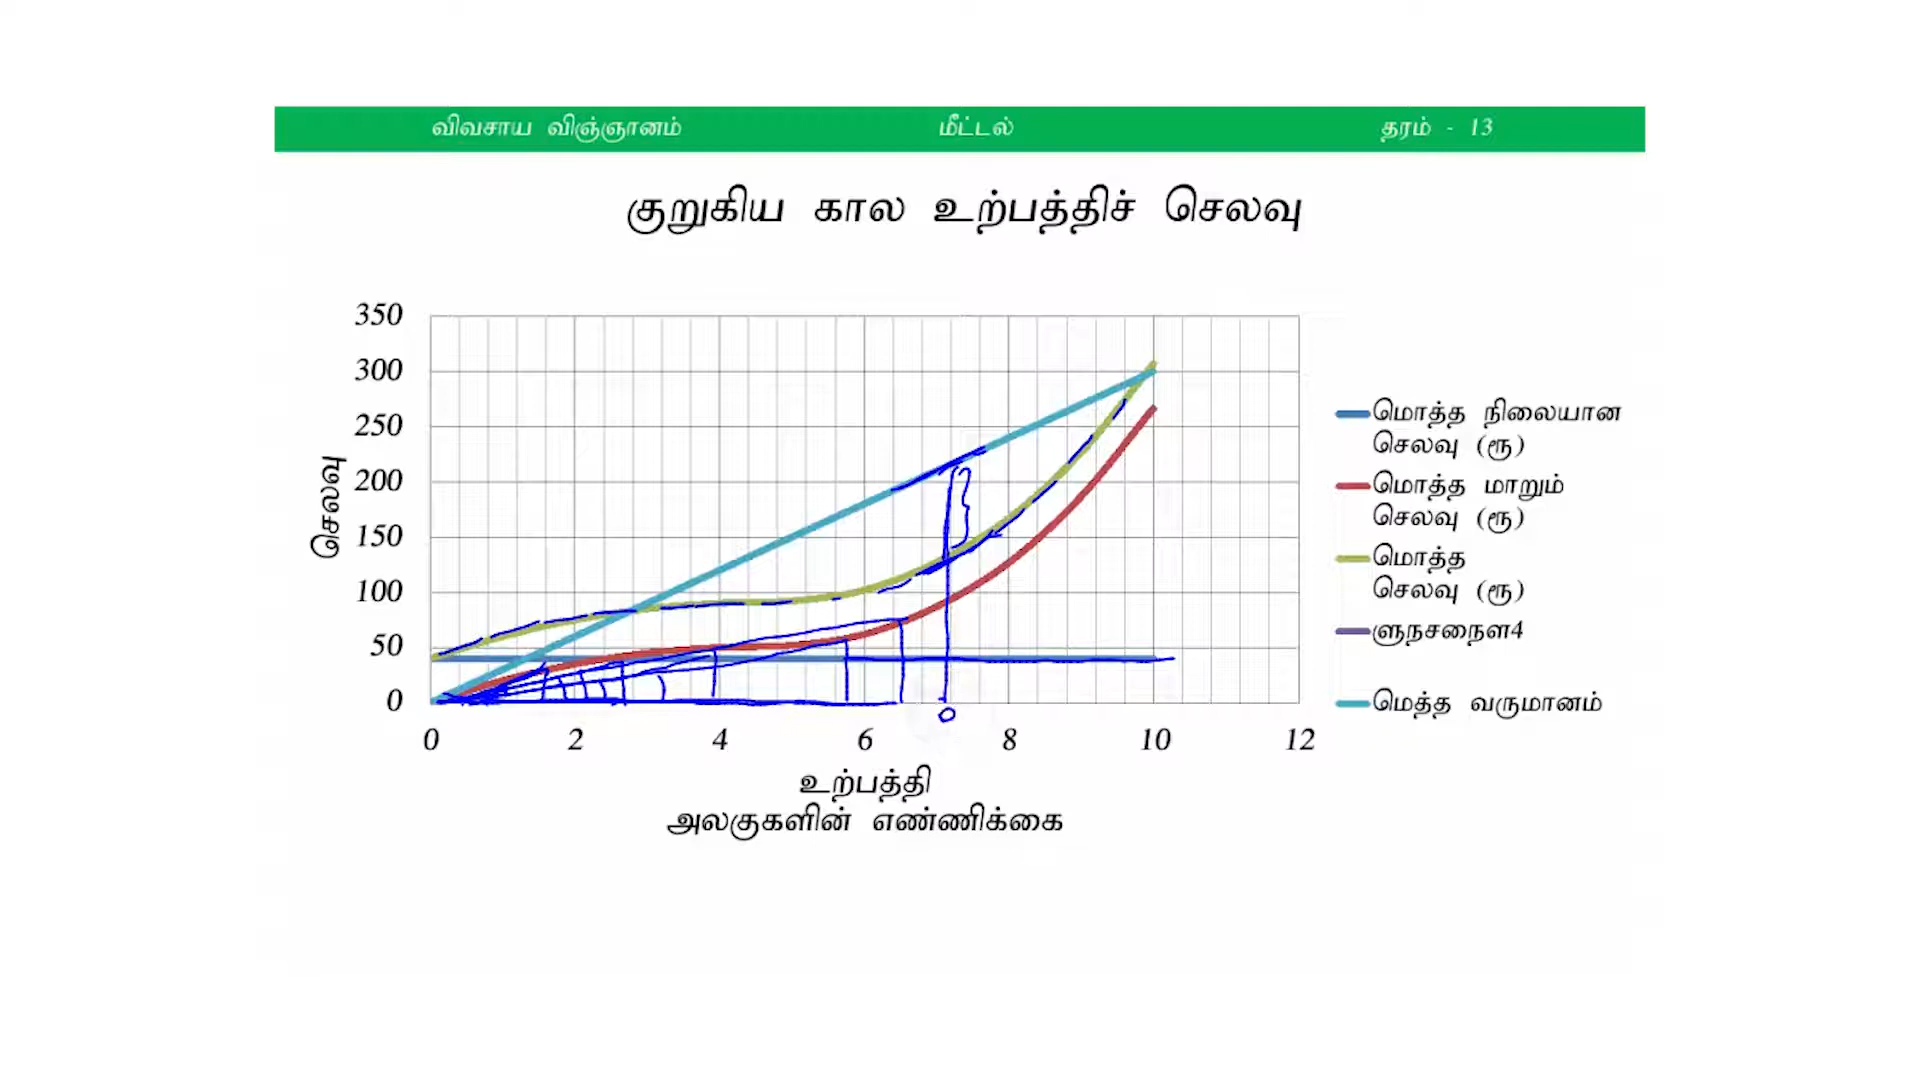 விவசாய விஞ்ஞானம் மீட்டல் தரம் - 13
குறுகிய கால உற்பத்திச் செலவு
350
300
250
200
150
100
50
0
செலவு
0 2 4 6 8 10 12
உற்பத்தி
அலகுகளின் எண்ணிக்கை
மொத்த நிலையான
செலவு (ரூ)
மொத்த மாறும்
செலவு (ரூ)
மொத்த
செலவு (ரூ)
ளுநசநைள4
மெத்த வருமானம்